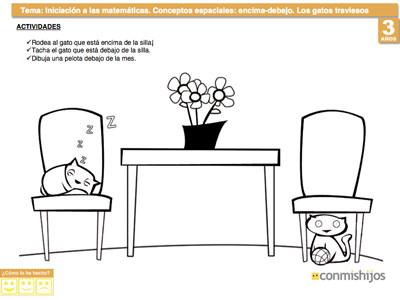 Tema: Iniciación a las matemáticas. Conceptos espaciales: encima-debajo. Los gatos traviesos
3
AÑOS
ACTIVIDADES
✓Rodea al gato que está encima de la silla¡
✓Tacha el gato que está debajo de la silla.
✓Dibuja una pelota debajo de la mes.
Z
Z
Z
Z
¿Cómo lo he hecho?
conmishijos